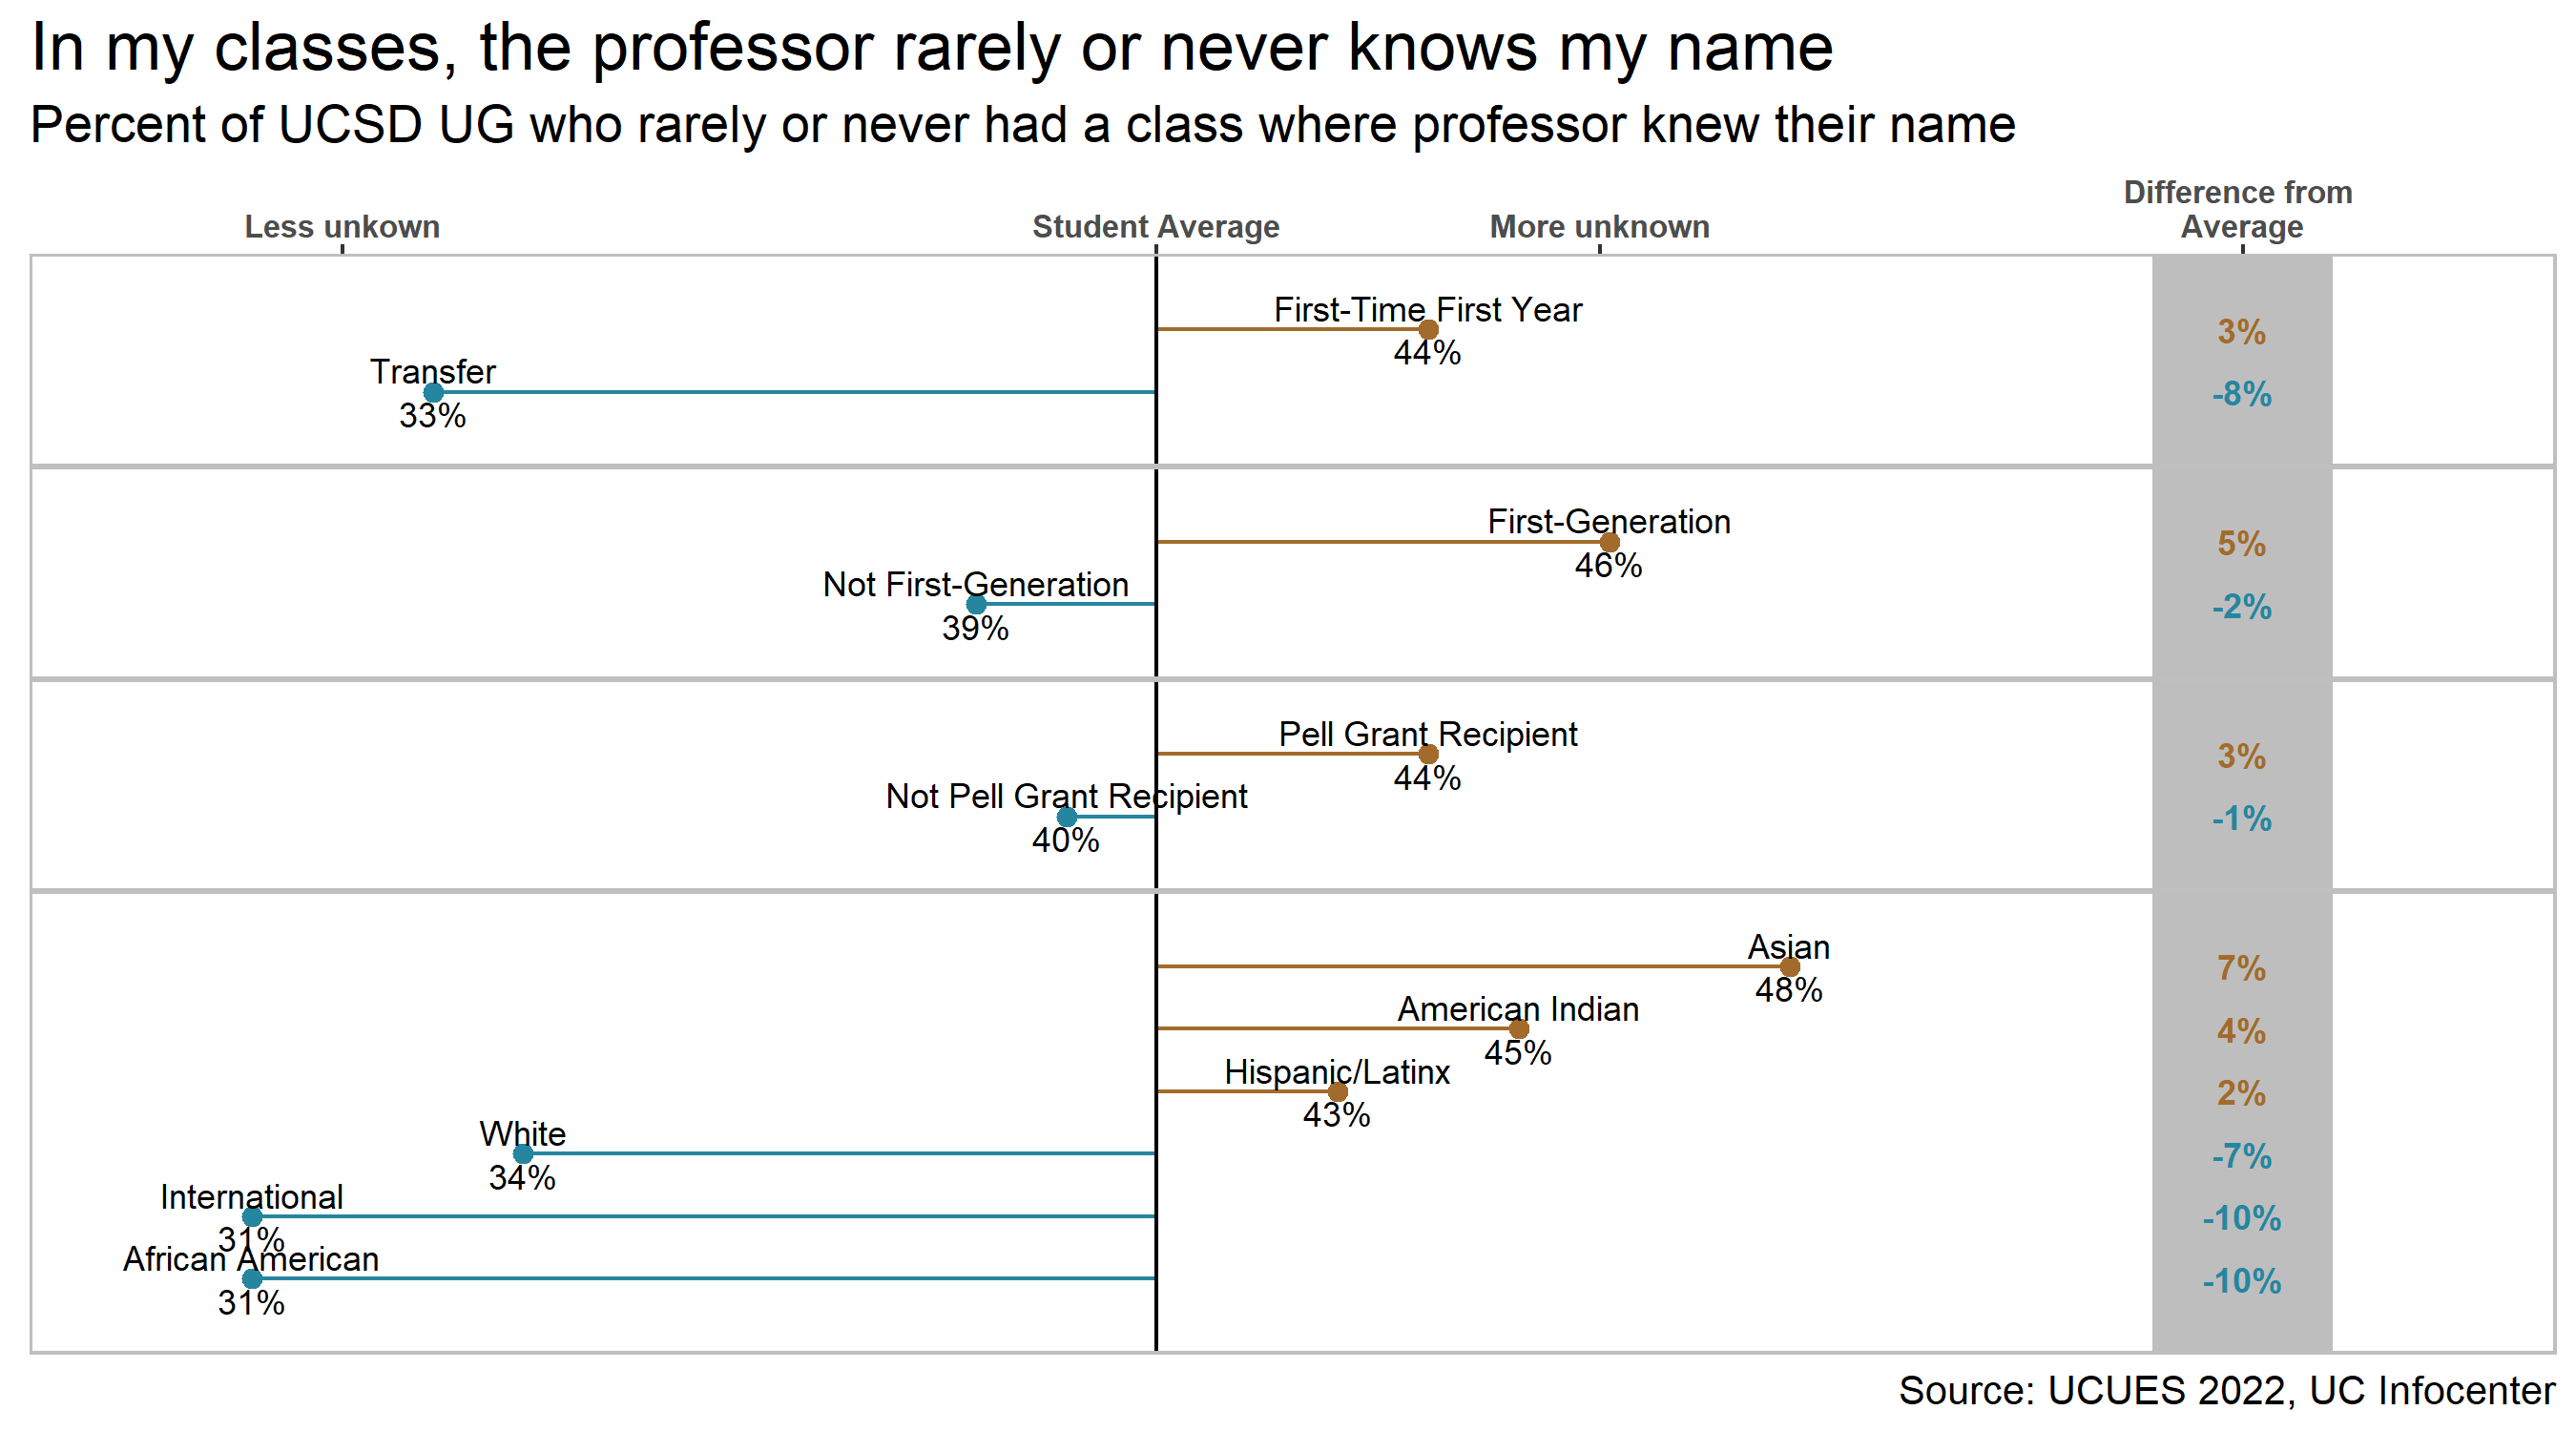 In my classes, the professor rarely or never knows my name
Percent of UCSD UG who rarely or never had a class where professor knew their name
Difference from
Less unkown Student Average More unknown Average
First-Time First Year
44% 3%
Transfer
33% -8%
First-Generation
46% 5%
Not First-Generation
39% -2%
Pell Grant Recipient
44% 3%
Not Pell Grant Recipient
40% -1%
Asian
48% 7%
American Indian
45% 4%
Hispanic/Latinx
43% 2%
White
34% -7%
International
31% -10%
African American
31% -10%
Source: UCUES 2022, UC Infocenter